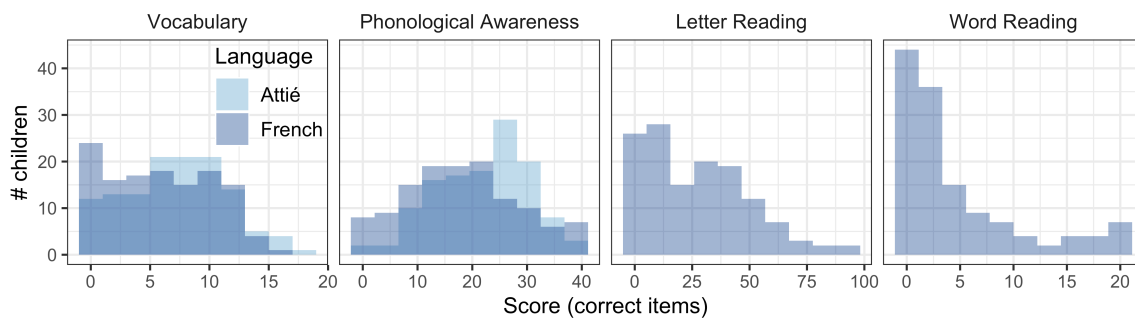 Vocabulary
Phonological Awareness
Letter Reading
Word Reading
# children
40
30
20
10
0
Language
Attié
French
0 5 10 15 20
0 10 20 30 40
0 25 50 75 100
0 5 10 15 20
Score (correct items)